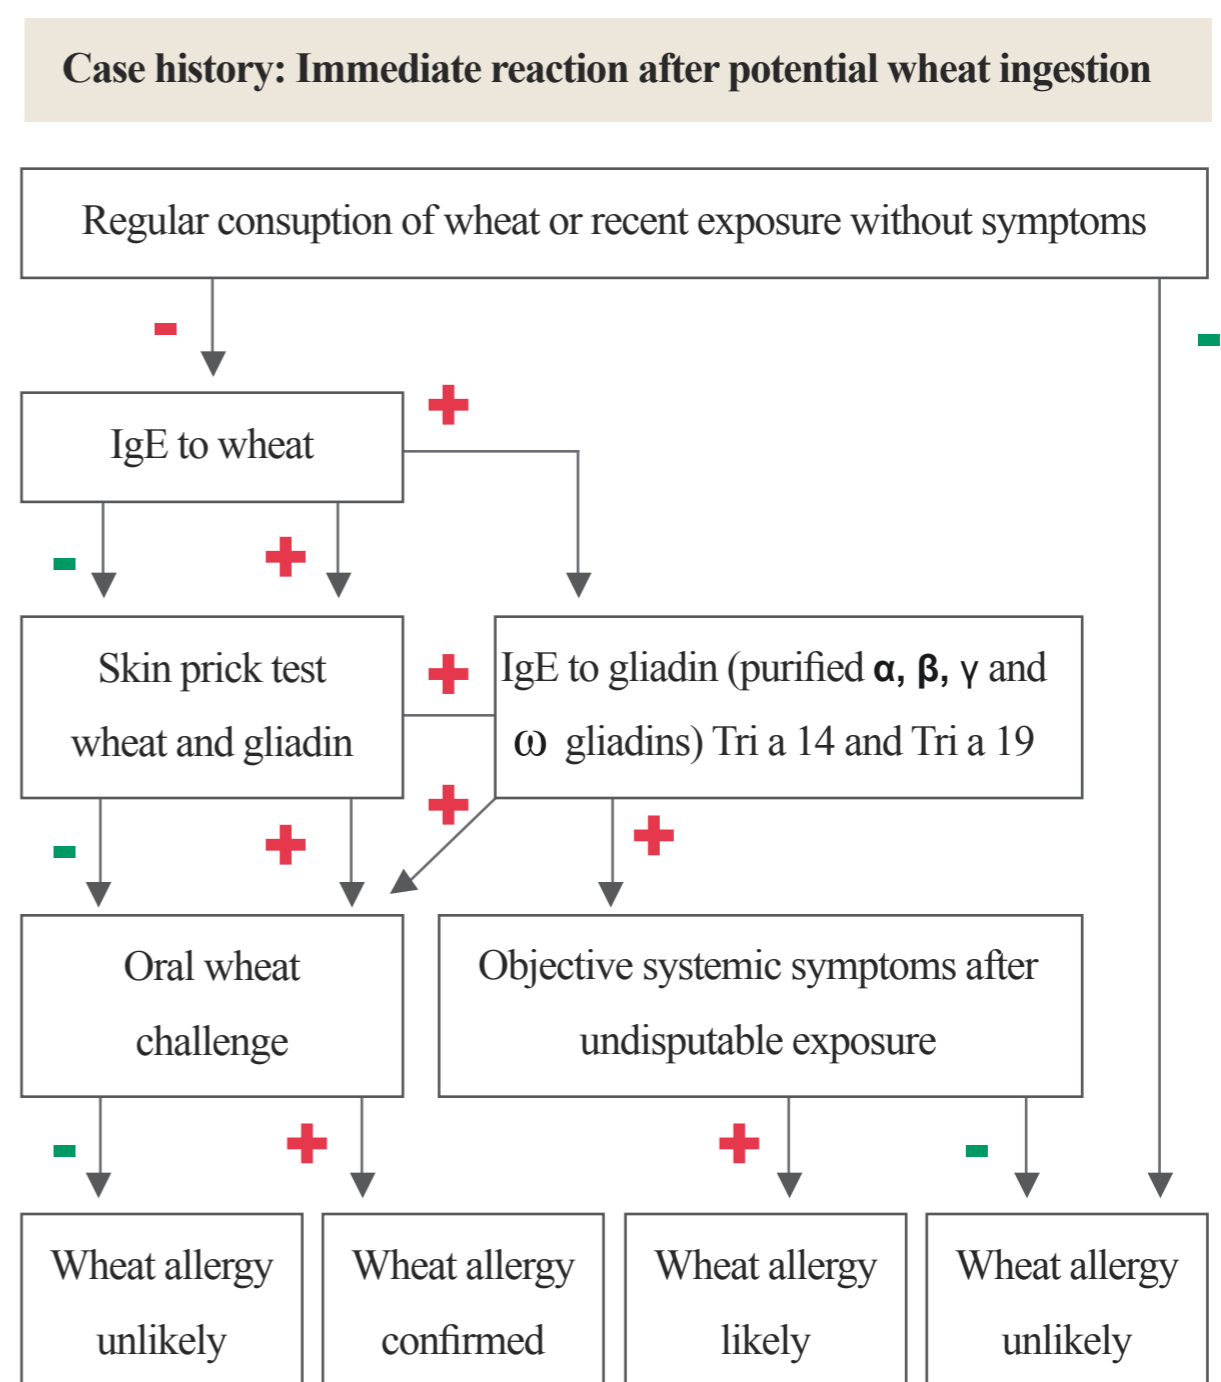 Case history: Immediate reaction after potential wheat ingestion
Regular consuption of wheat or recent exposure without symptoms
-
-
+
IgE to wheat
-
+
Skin prick test
wheat and gliadin
+
IgE to gliadin (purified α, β, γ and
ω gliadins) Tri a 14 and Tri a 19
+
-
+
+
Oral wheat
challenge
Objective systemic symptoms after
undisputable exposure
-
+
+
-
Wheat allergy
unlikely
Wheat allergy
confirmed
Wheat allergy
likely
Wheat allergy
unlikely